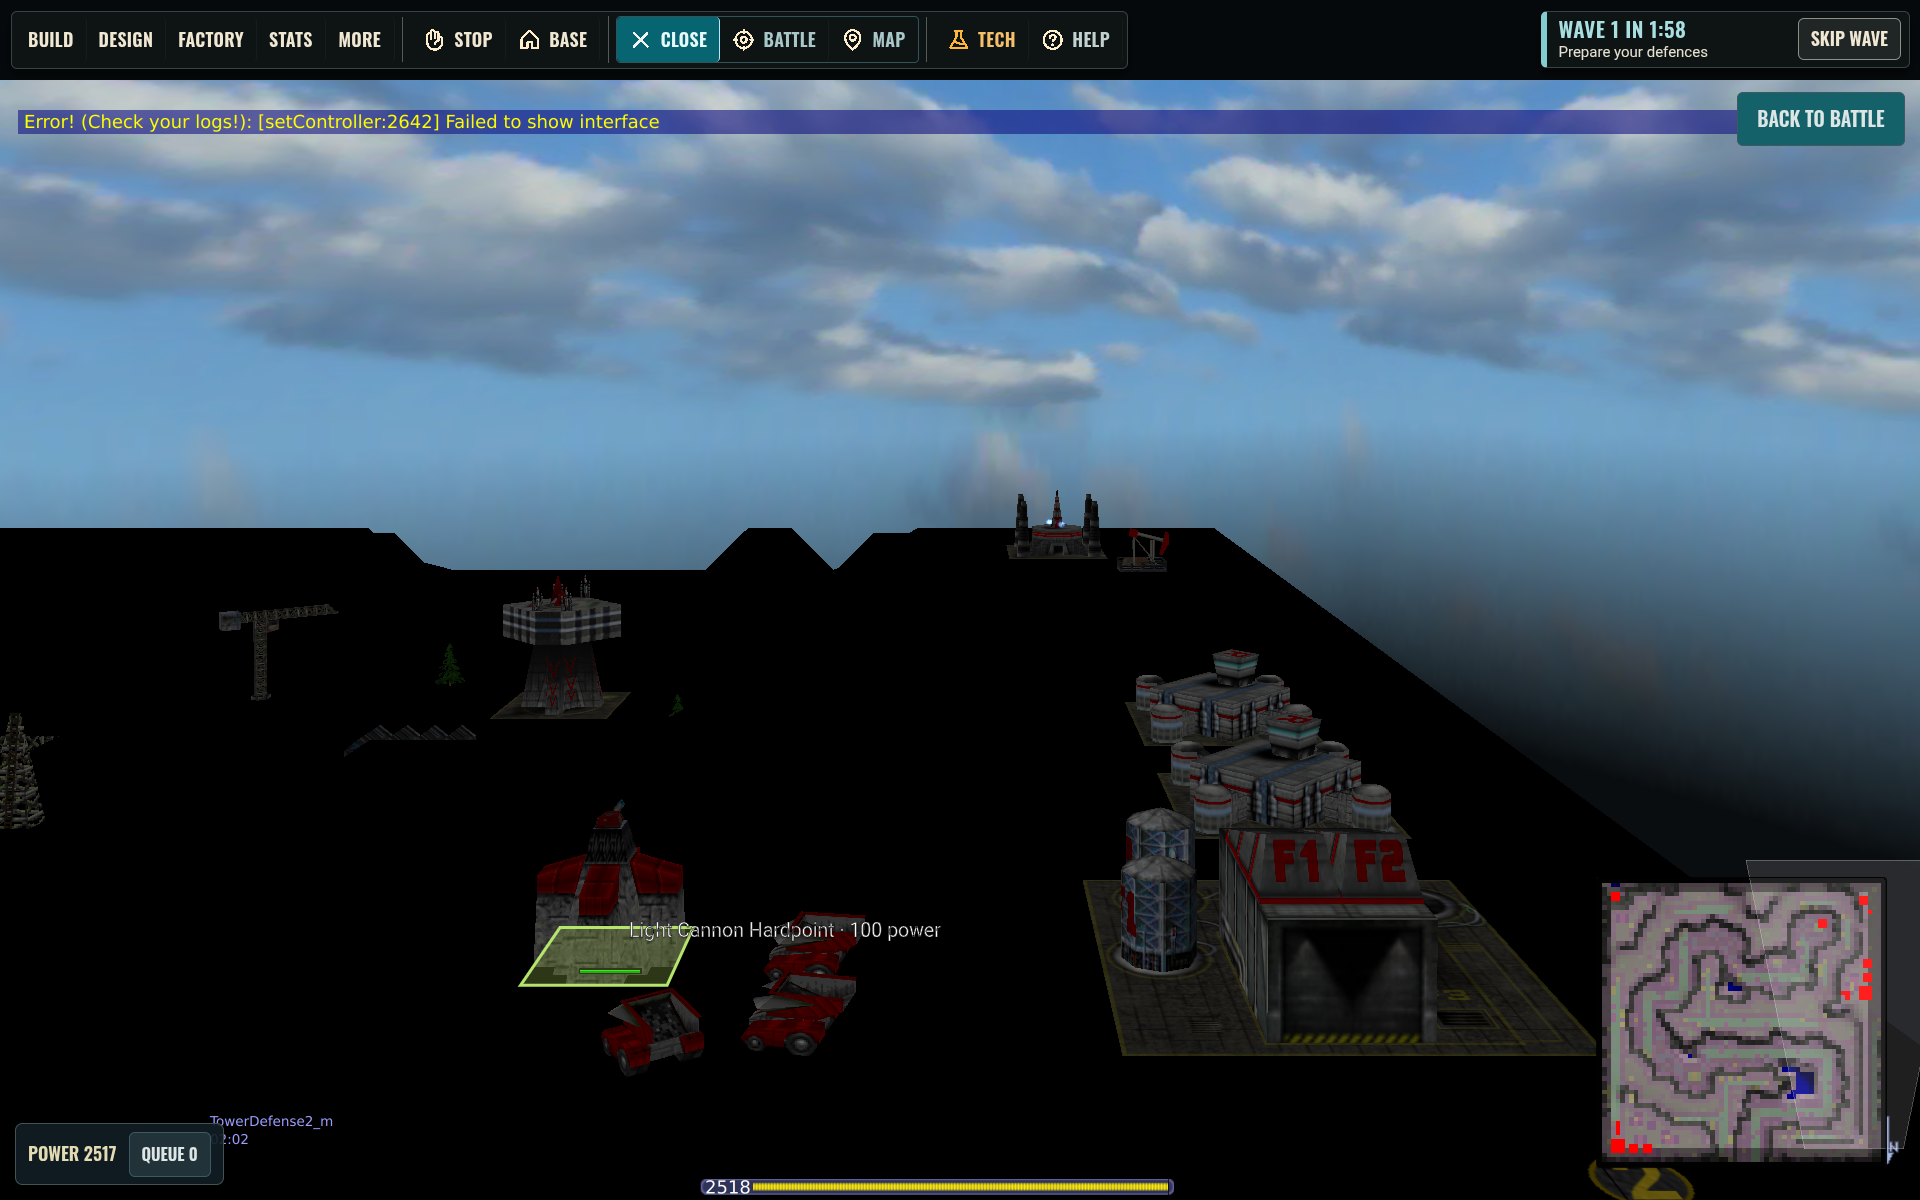 BUILD DESIGN FACTORY STATS MORE STOP BASE CLOSE BATTLE MAP TECH HELP
WAVE 1 IN 1:58
Prepare your defences
SKIP WAVE
Error! (Check your logs!): [setController:2642] Failed to show interface
BACK TO BATTLE
F1 F2
Light Cannon Hardpoint · 100 power
TowerDefense2_m
POWER 2517 QUEUE 0
2518
N
2